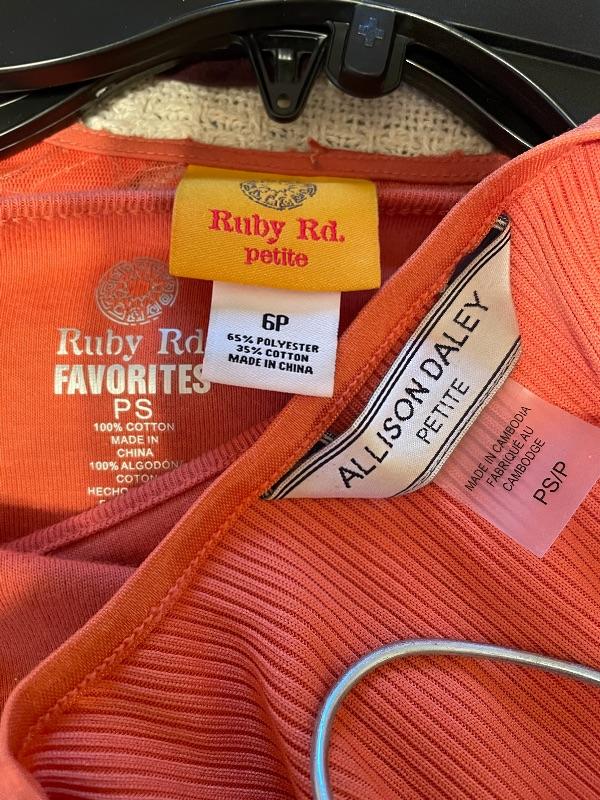 Ruby Rd.
petite
6P
65% POLYESTER
35% COTTON
MADE IN CHINA
Ruby Rd
FAVORITES
PS
100% COTTON
MADE IN
CHINA
100% ALGODÓN
HECHO
ALLISON DALEY
PETITE
MADE IN CAMBODIA
FABRIQUÉ AU
CAMBODGE
PS/P